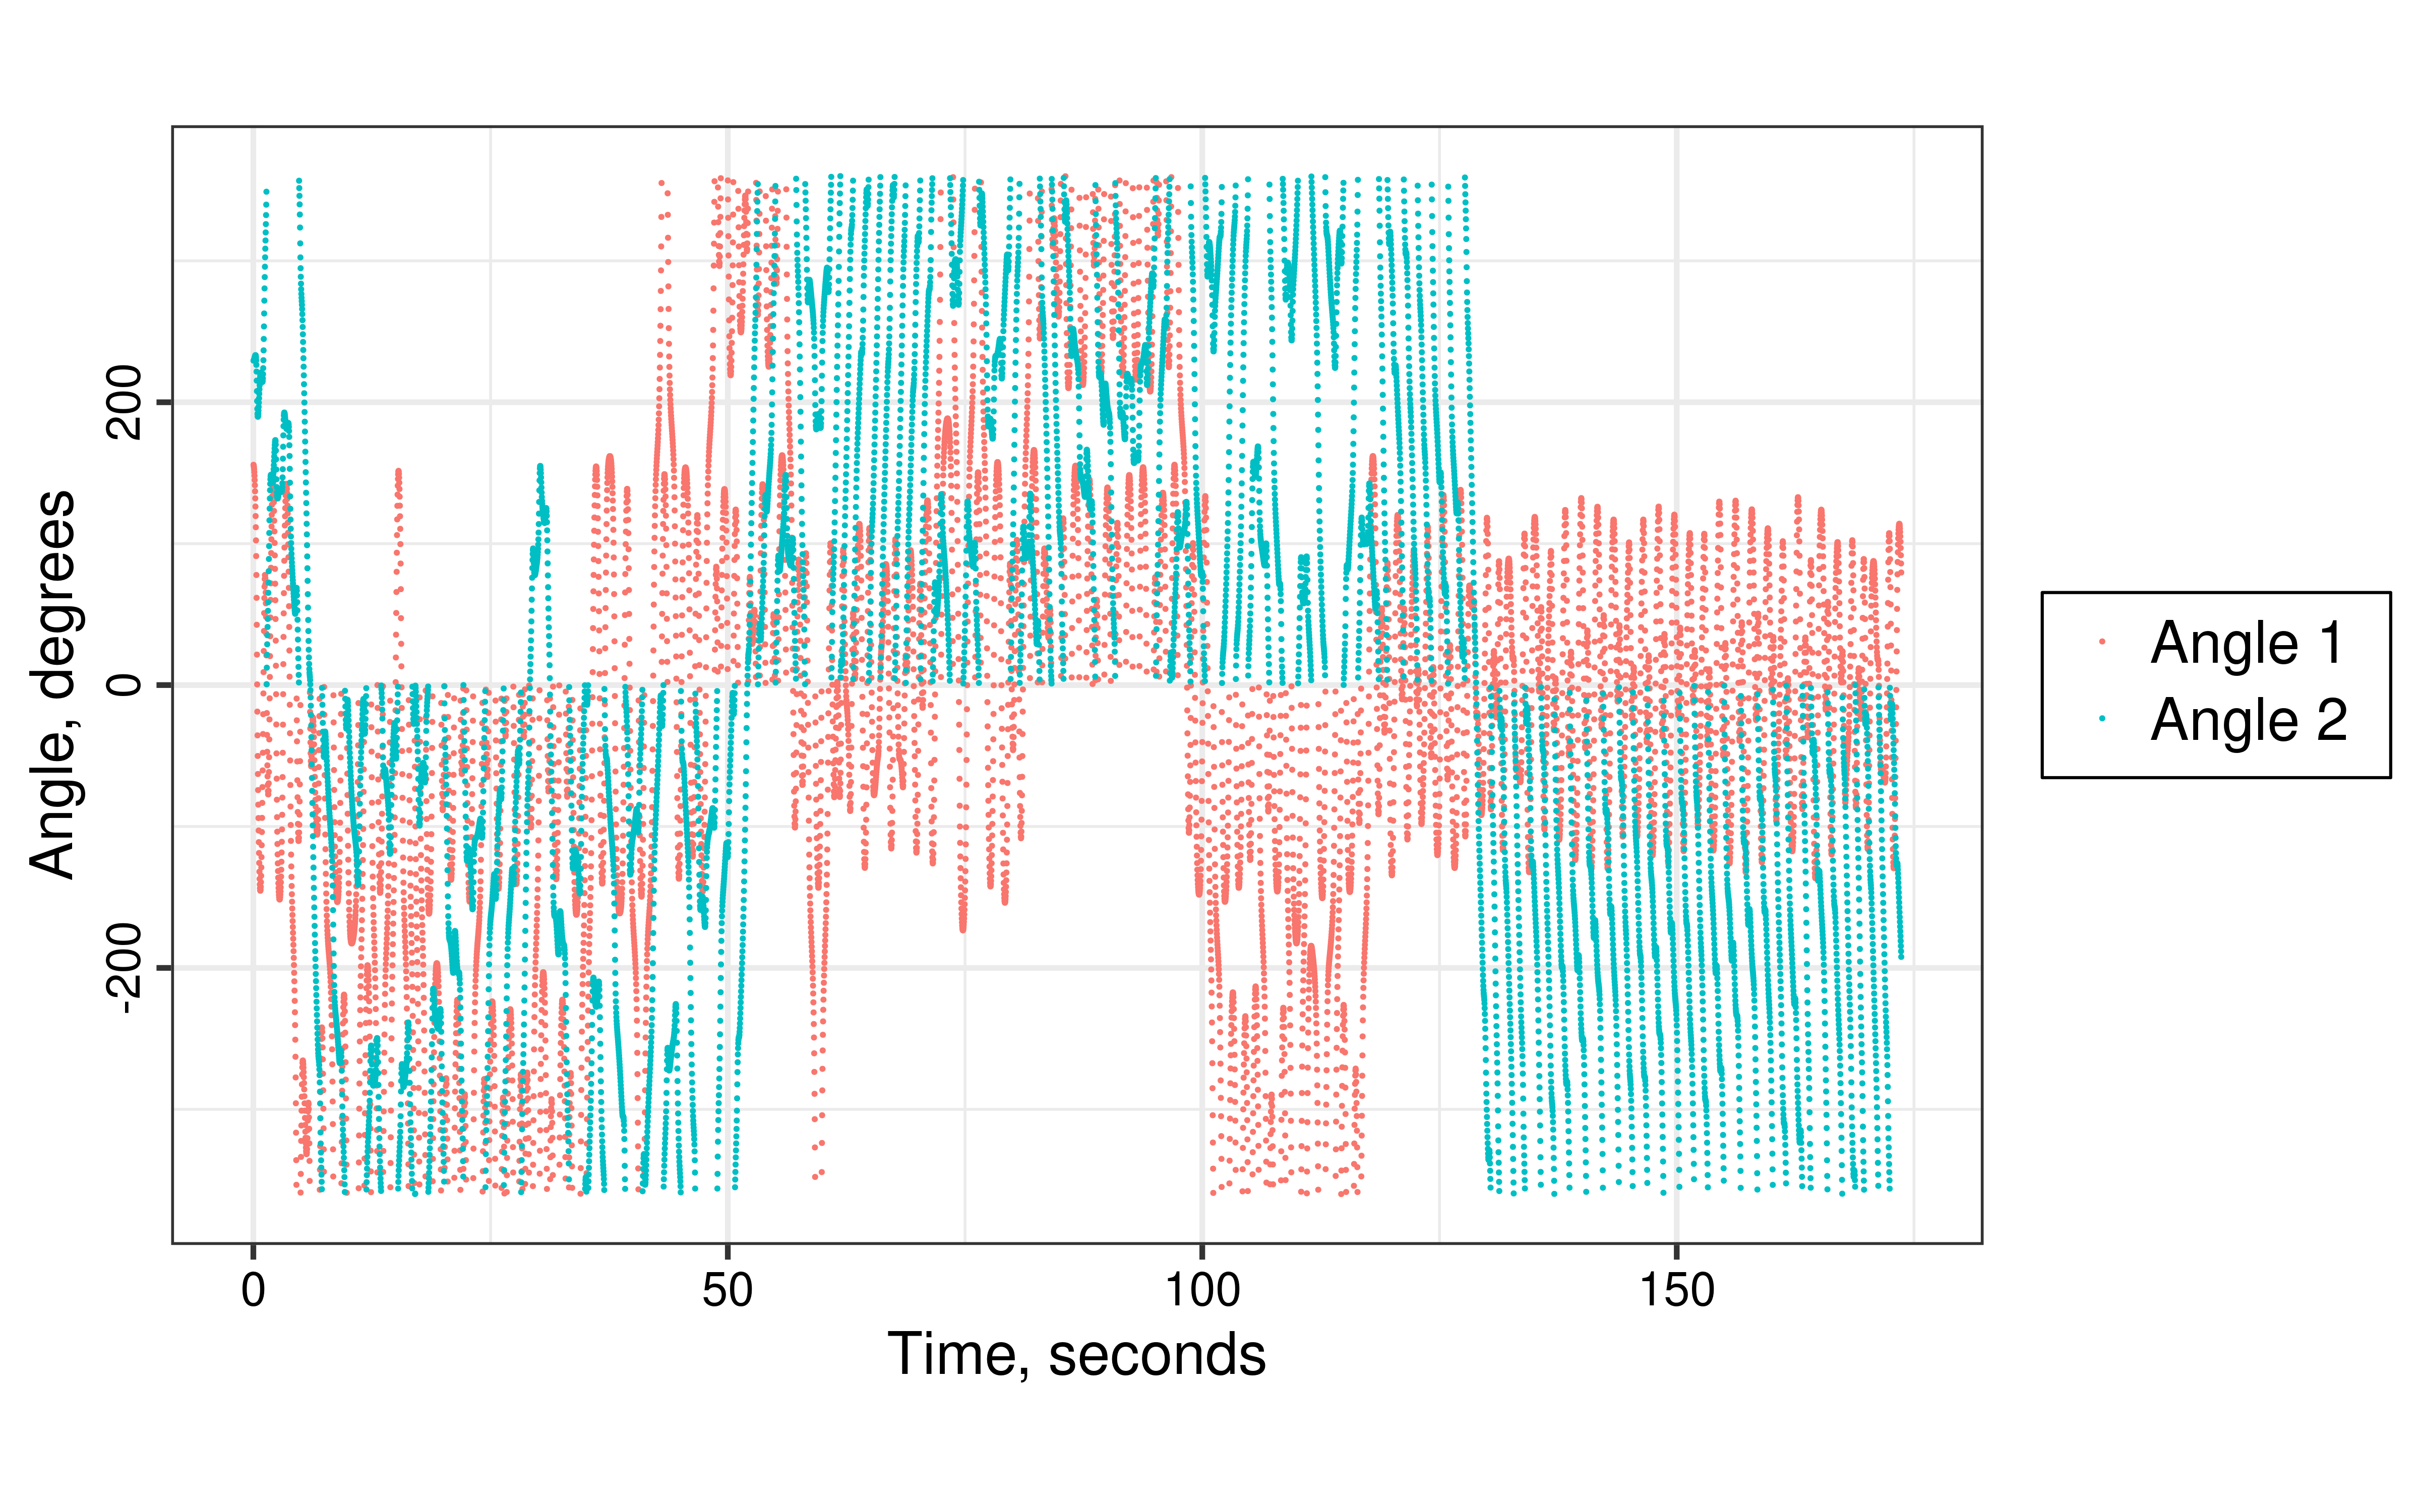 Angle, degrees
200
0
-200
0 50 100 150
Time, seconds
Angle 1
Angle 2